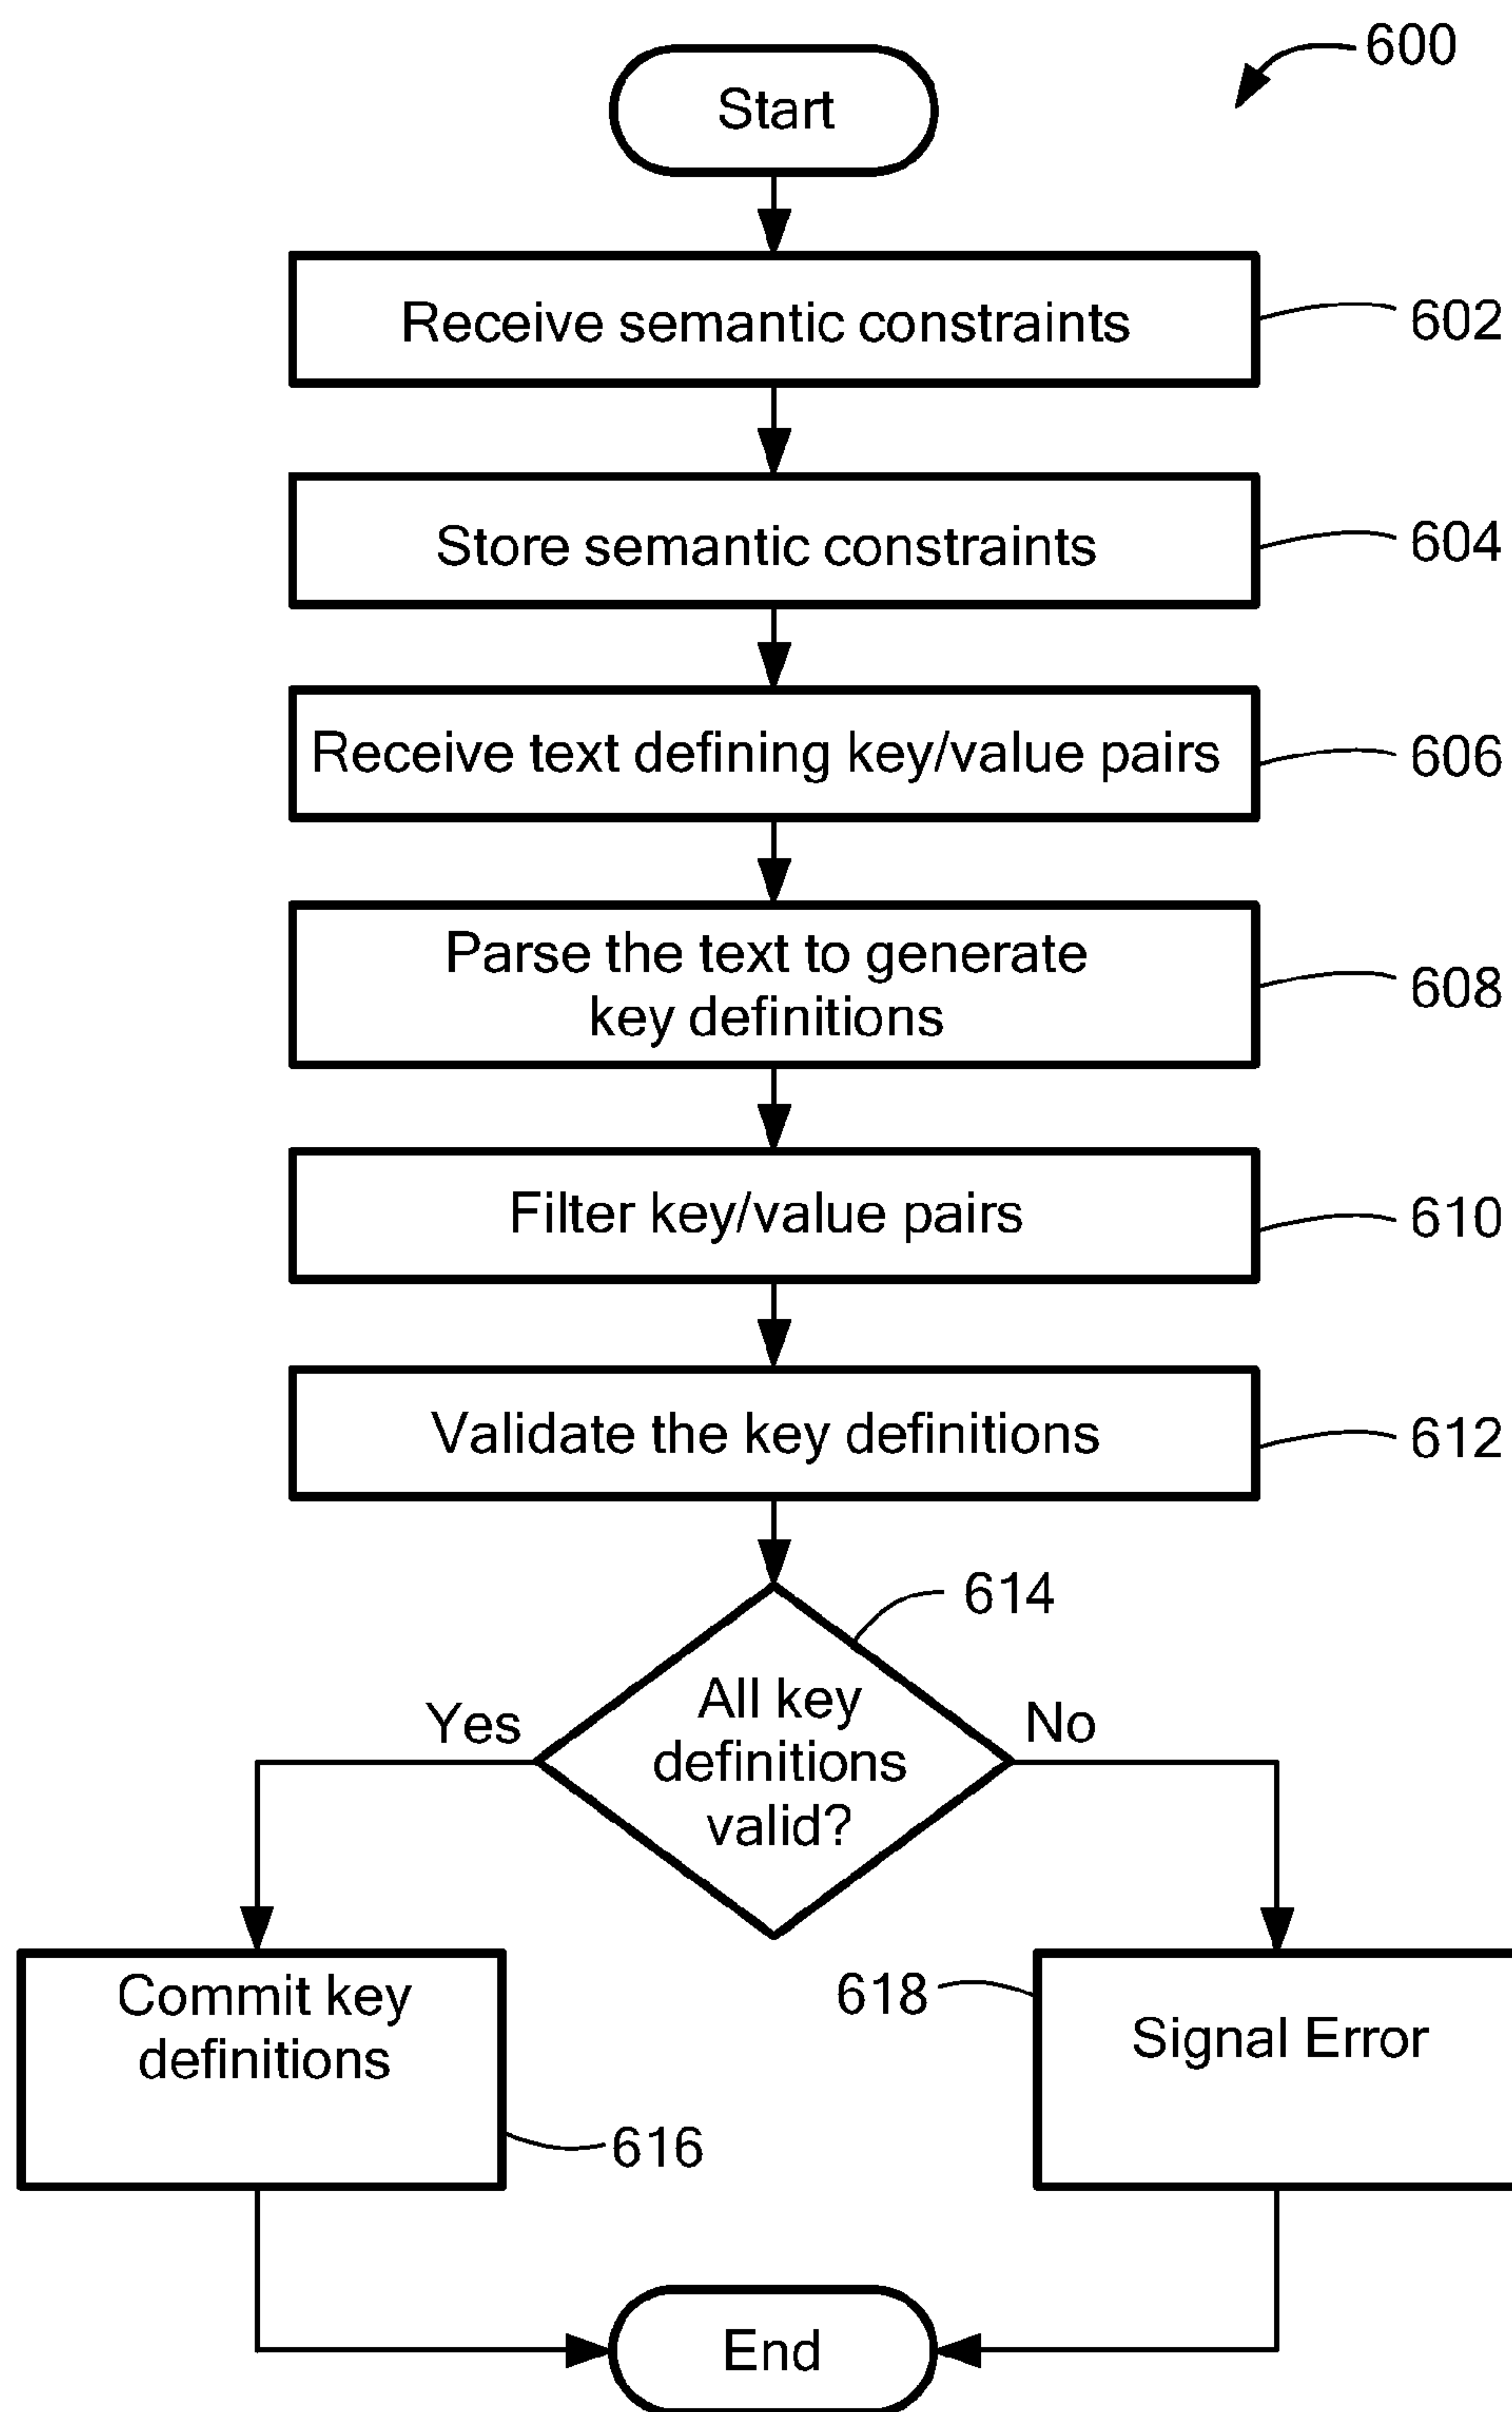 600
Start
Receive semantic constraints
602
Store semantic constraints
604
Receive text defining key/value pairs
606
Parse the text to generate
key definitions
608
Filter key/value pairs
610
Validate the key definitions
612
614
All key
definitions
valid?
Yes
No
Commit key
definitions
616
618
Signal Error
End